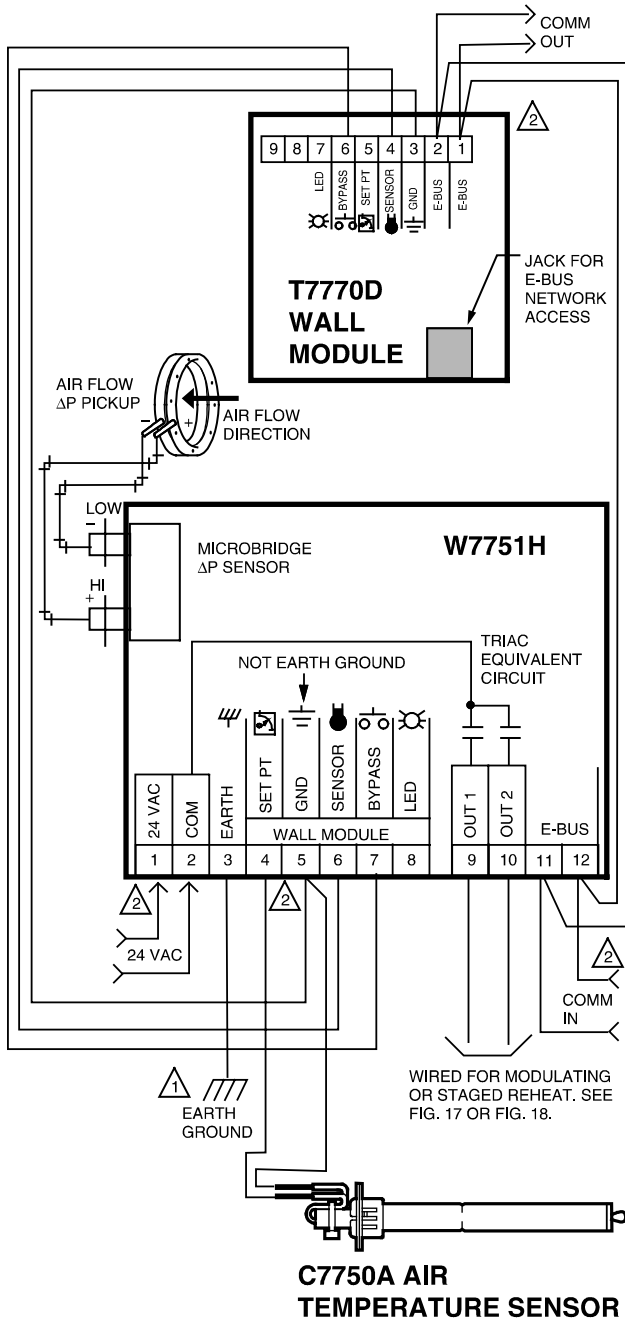 COMM
OUT
2
9 8 7 6 5 4 3 2 1
LED
BYPASS
SET PT
SENSOR
GND
E-BUS
E-BUS
T7770D
WALL
MODULE
JACK FOR
E-BUS
NETWORK
ACCESS
AIR FLOW
ΔP PICKUP
-
+
AIR FLOW
DIRECTION
LOW
-
HI
+
MICROBRIDGE
ΔP SENSOR
W7751H
NOT EARTH GROUND
TRIAC
EQUIVALENT
CIRCUIT
24 VAC
COM
EARTH
SET PT
GND
SENSOR
BYPASS
LED
OUT 1
OUT 2
WALL MODULE
E-BUS
1 2 3 4 5 6 7 8 9 10 11 12
2
2
24 VAC
2
COMM
IN
1
EARTH
GROUND
WIRED FOR MODULATING
OR STAGED REHEAT. SEE
FIG. 17 OR FIG. 18.
C7750A AIR
TEMPERATURE SENSOR